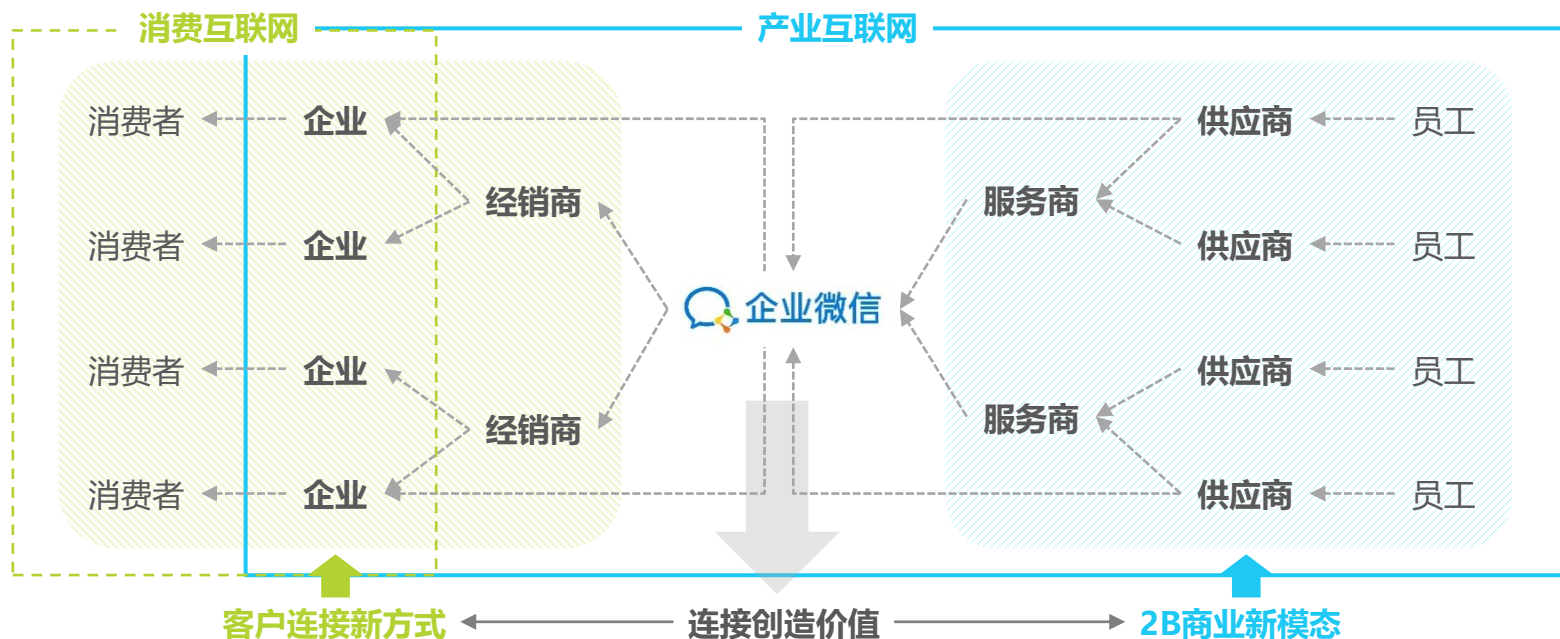 消费互联网
产业互联网
消费者 企业 供应商 员工
经销商 服务商
消费者 企业 供应商 员工
企业微信
消费者 企业 供应商 员工
经销商 服务商
消费者 企业 供应商 员工
客户连接新方式 连接创造价值 2B商业新模态